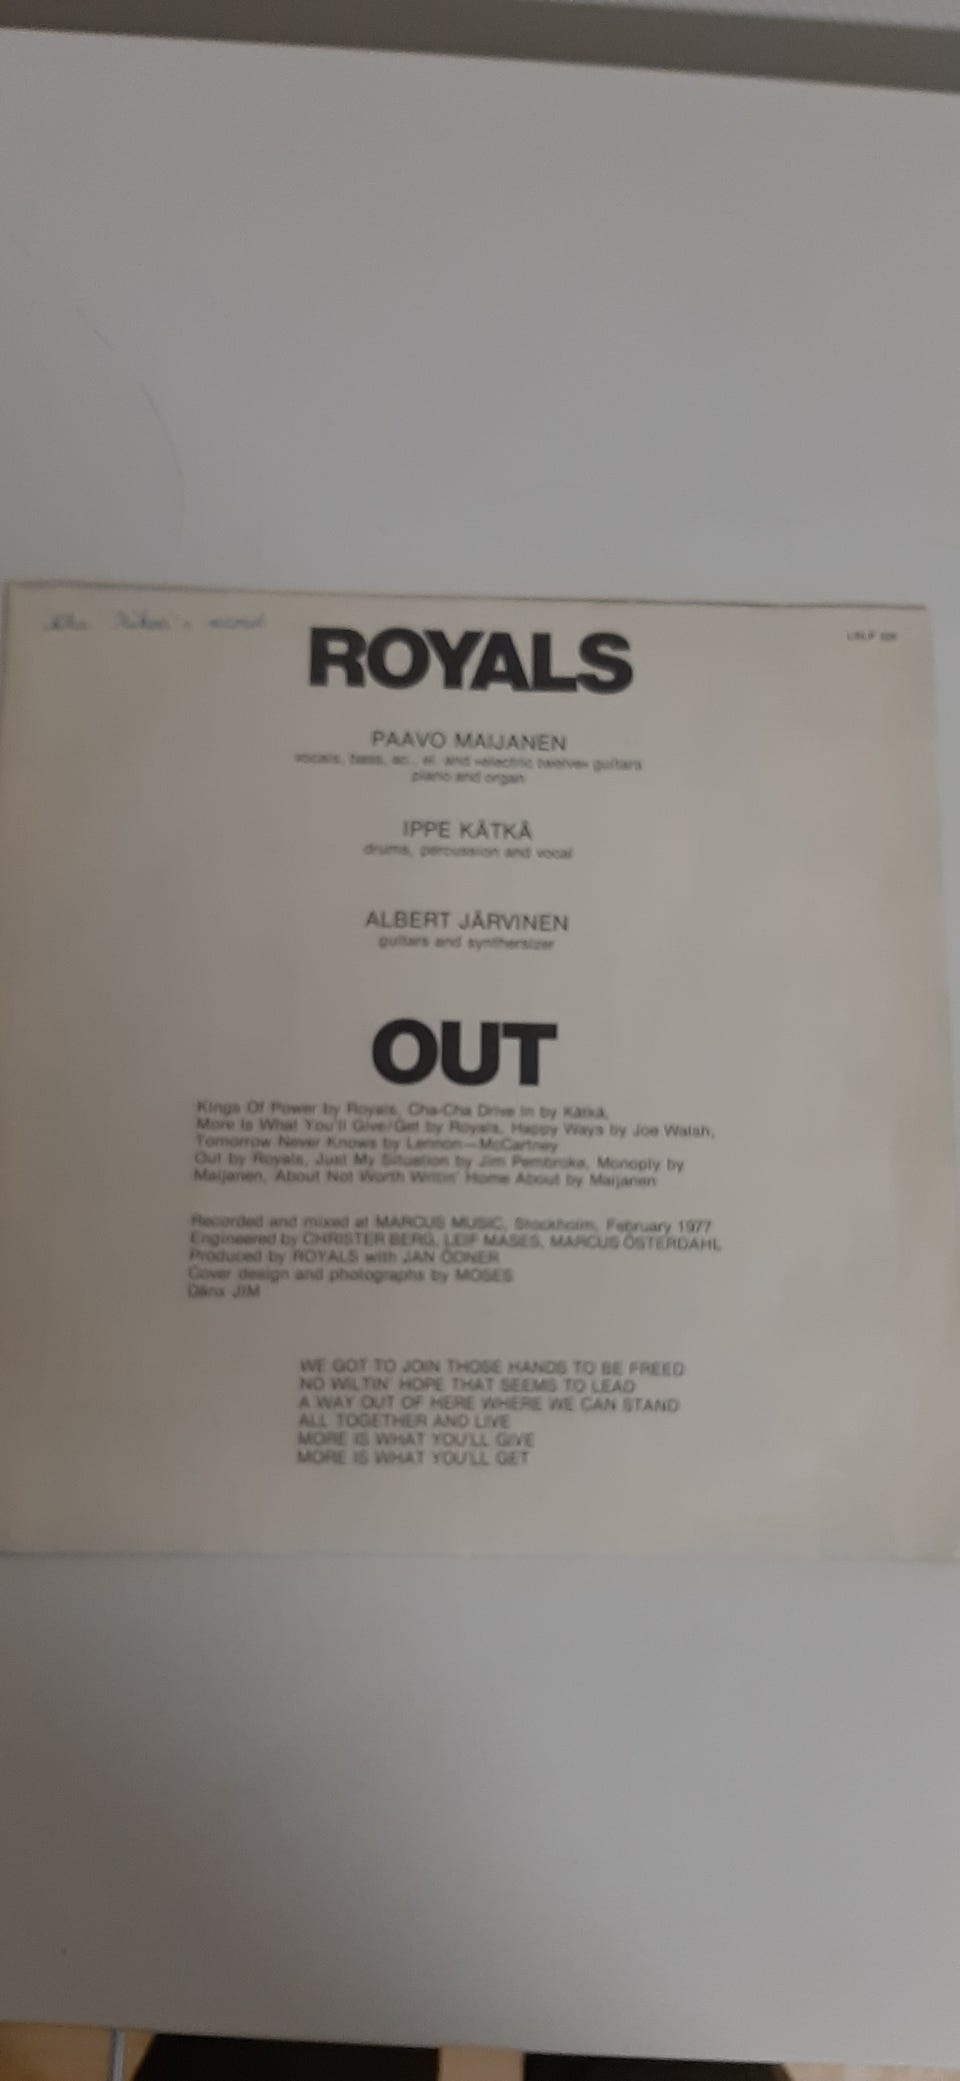 ROYALS
PAAVO MAIJANEN
vocals, bass, ac., el. and »electric twelve» guitars
piano and organ
IPPE KÄTKÄ
drums, percussion and vocal
ALBERT JÄRVINEN
guitars and synthersizer
OUT
Kings Of Power by Royals, Cha-Cha Drive In by Kätkä,
More Is What You'll Give/Get by Royals, Happy Ways by Joe Walsh,
Tomorrow Never Knows by Lennon—McCartney
Out by Royals, Just My Situation by Jim Pembroke, Monoply by
Maijanen, About Not Worth Writin' Home About by Maijanen
Recorded and mixed at MARCUS MUSIC, Stockholm, February 1977
Engineered by CHRISTER BERG, LEIF MASES, MARCUS ÖSTERDAHL
Produced by ROYALS with JAN ÖDNER
Cover design and photographs by MOSES
Dänx JIM
WE GOT TO JOIN THOSE HANDS TO BE FREED
NO WILTIN' HOPE THAT SEEMS TO LEAD
A WAY OUT OF HERE WHERE WE CAN STAND
ALL TOGETHER AND LIVE
MORE IS WHAT YOU'LL GIVE
MORE IS WHAT YOU'LL GET